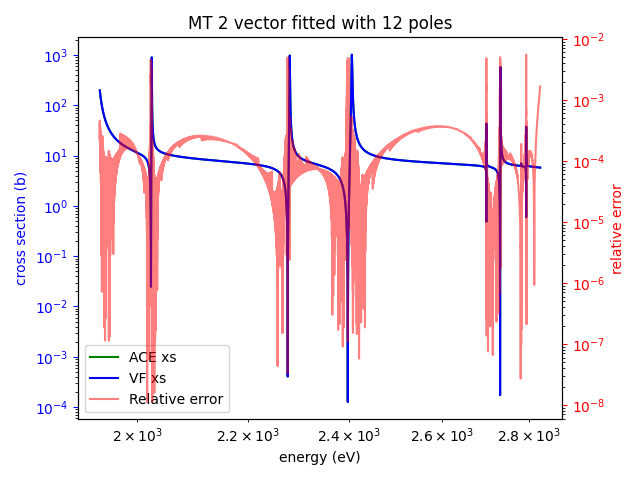 MT 2 vector fitted with 12 poles
10³
10²
10¹
10⁰
10⁻¹
10⁻²
10⁻³
10⁻⁴
cross section (b)
10⁻²
10⁻³
10⁻⁴
10⁻⁵
10⁻⁶
10⁻⁷
10⁻⁸
relative error
ACE xs
VF xs
Relative error
2 × 10³
2.2 × 10³
2.4 × 10³
2.6 × 10³
2.8 × 10³
energy (eV)